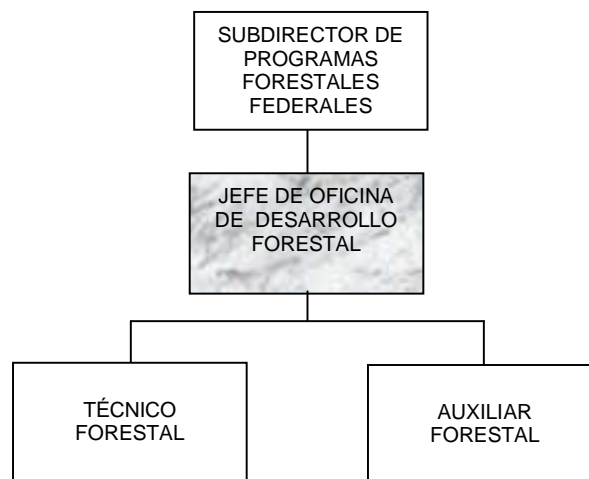 SUBDIRECTOR DE
PROGRAMAS
FORESTALES
FEDERALES
JEFE DE OFICINA
DE DESARROLLO
FORESTAL
TÉCNICO
FORESTAL
AUXILIAR
FORESTAL